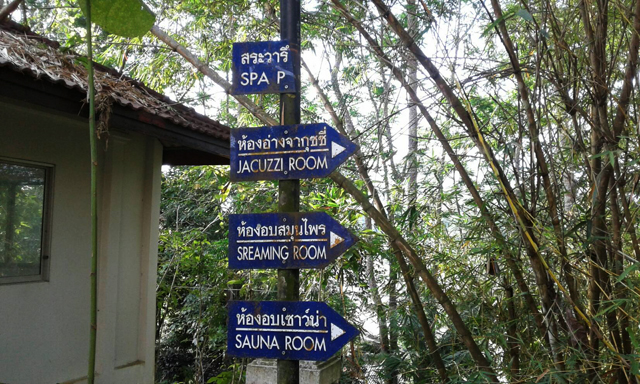 สระวารี
SPA P
ห้องอ่างจากุซซี่
JACUZZI ROOM
ห้องอบสมุนไพร
SREAMING ROOM
ห้องอบเซาว์น่า
SAUNA ROOM